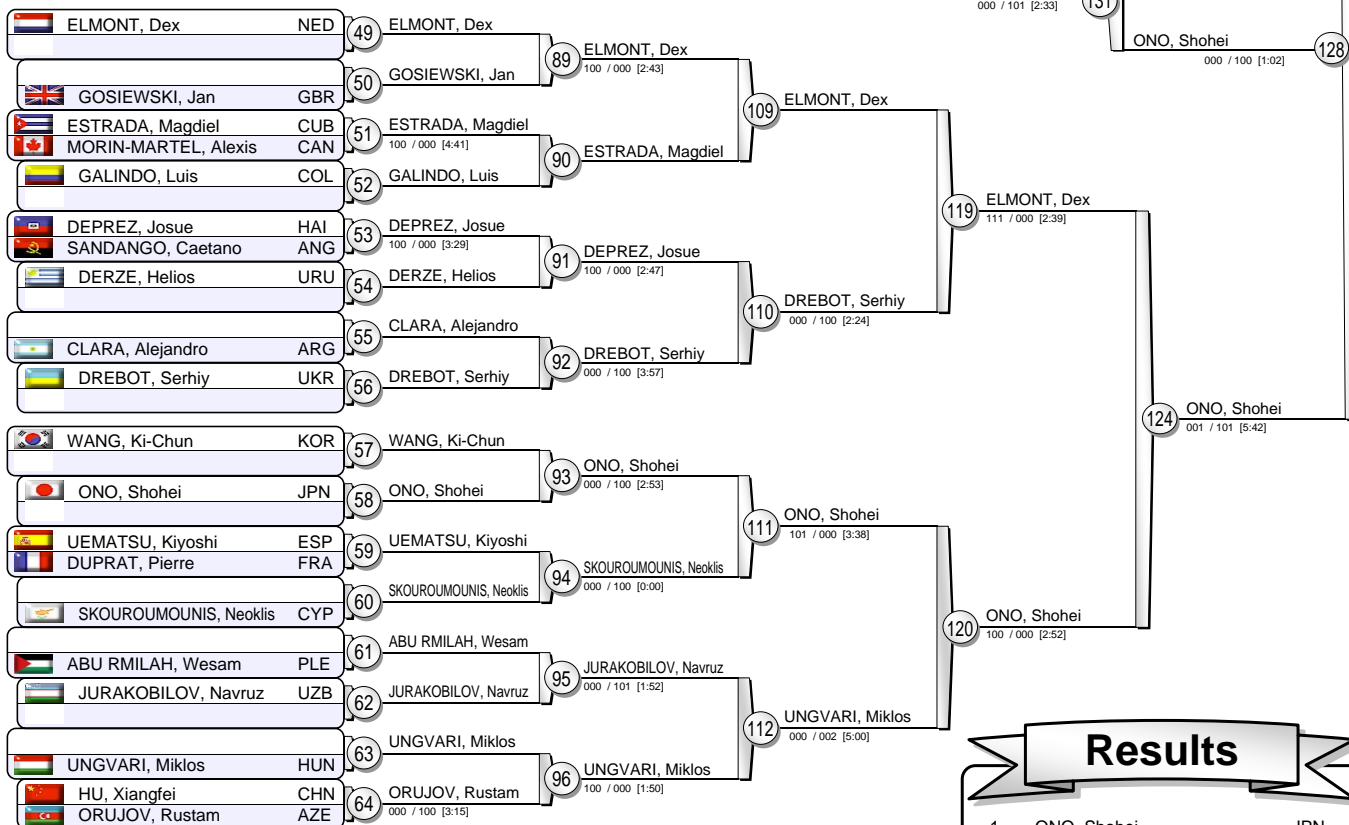 000 / 101 [2:33]
131
ONO, Shohei
000 / 100 [1:02]
128
ELMONT, Dex NED
49
ELMONT, Dex
50
GOSIEWSKI, Jan
GOSIEWSKI, Jan GBR
89
ELMONT, Dex
100 / 000 [2:43]
ESTRADA, Magdiel CUB
MORIN-MARTEL, Alexis CAN
51
ESTRADA, Magdiel
100 / 000 [4:41]
GALINDO, Luis COL
52
GALINDO, Luis
90
ESTRADA, Magdiel
109
ELMONT, Dex
DEPREZ, Josue HAI
SANDANGO, Caetano ANG
53
DEPREZ, Josue
100 / 000 [3:29]
DERZE, Helios URU
54
DERZE, Helios
91
DEPREZ, Josue
100 / 000 [2:47]
55
CLARA, Alejandro
CLARA, Alejandro ARG
DREBOT, Serhiy UKR
56
DREBOT, Serhiy
92
DREBOT, Serhiy
000 / 100 [3:57]
110
DREBOT, Serhiy
000 / 100 [2:24]
119
ELMONT, Dex
111 / 000 [2:39]
WANG, Ki-Chun KOR
57
WANG, Ki-Chun
ONO, Shohei JPN
58
ONO, Shohei
93
ONO, Shohei
000 / 100 [2:53]
UEMATSU, Kiyoshi ESP
DUPRAT, Pierre FRA
59
UEMATSU, Kiyoshi
60
SKOUROUMOUNIS, Neoklis
SKOUROUMOUNIS, Neoklis CYP
94
SKOUROUMOUNIS, Neoklis
000 / 100 [0:00]
111
ONO, Shohei
101 / 000 [3:38]
61
ABU RMILAH, Wesam
ABU RMILAH, Wesam PLE
JURAKOBILOV, Navruz UZB
62
JURAKOBILOV, Navruz
95
JURAKOBILOV, Navruz
000 / 101 [1:52]
63
UNGVARI, Miklos
UNGVARI, Miklos HUN
HU, Xiangfei CHN
ORUJOV, Rustam AZE
64
ORUJOV, Rustam
000 / 100 [3:15]
96
UNGVARI, Miklos
100 / 000 [1:50]
112
UNGVARI, Miklos
000 / 002 [5:00]
120
ONO, Shohei
100 / 000 [2:52]
124
ONO, Shohei
001 / 101 [5:42]
Results
1 ONO, Shohei JPN